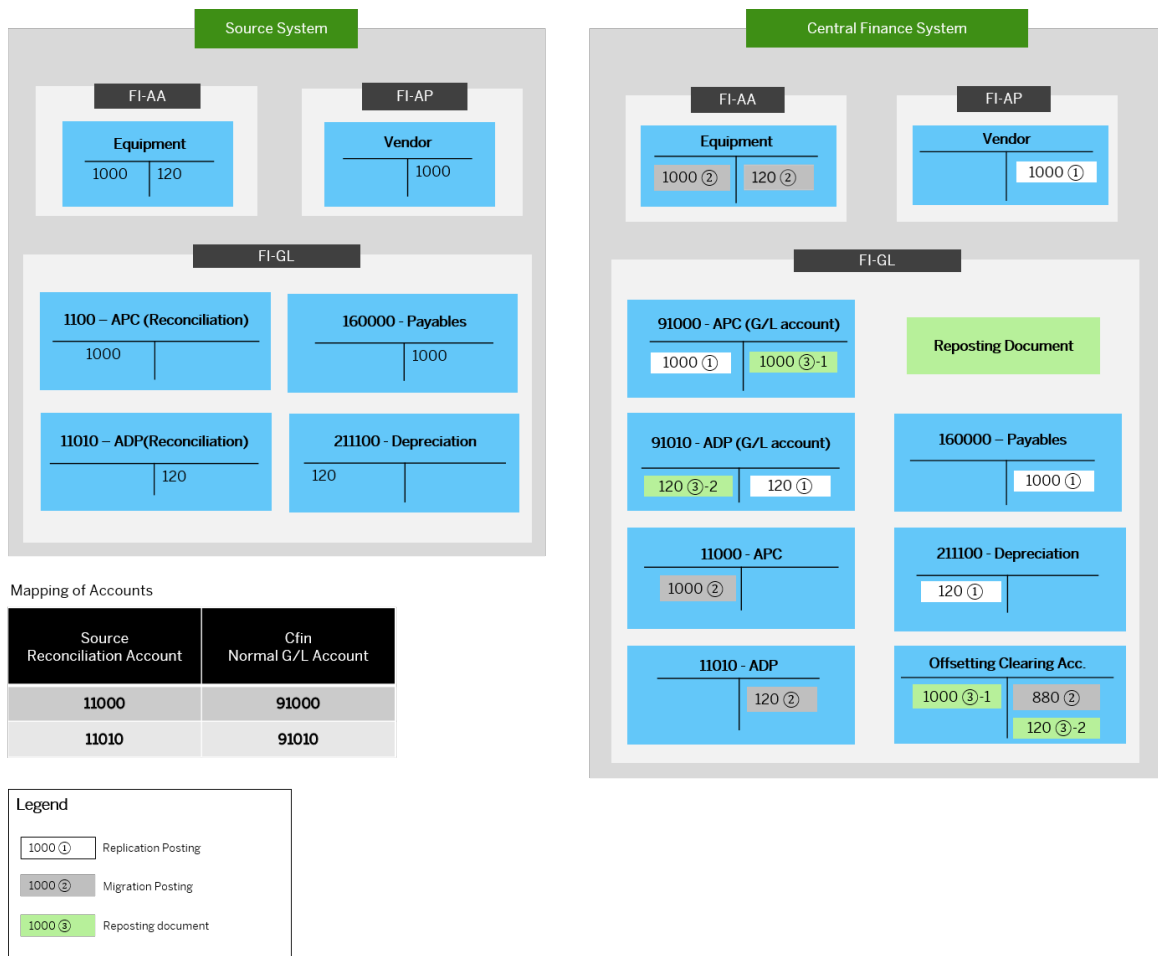 Source System
FI-AA
Equipment
1000
120
FI-AP
Vendor
1000
FI-GL
1100 – APC (Reconciliation)
1000
160000 - Payables
1000
11010 – ADP(Reconciliation)
120
211100 - Depreciation
120
Mapping of Accounts
Source
Reconciliation Account
Cfin
Normal G/L Account
11000
91000
11010
91010
Legend
1000 ①
Replication Posting
1000 ②
Migration Posting
1000 ③
Reposting document
Central Finance System
FI-AA
Equipment
1000 ②
120 ②
FI-AP
Vendor
1000 ①
FI-GL
91000 - APC (G/L account)
1000 ①
1000 ③-1
Reposting Document
91010 - ADP (G/L account)
120 ③-2
120 ①
160000 – Payables
1000 ①
11000 - APC
1000 ②
211100 - Depreciation
120 ①
11010 - ADP
120 ②
Offsetting Clearing Acc.
1000 ③-1
880 ②
120 ③-2